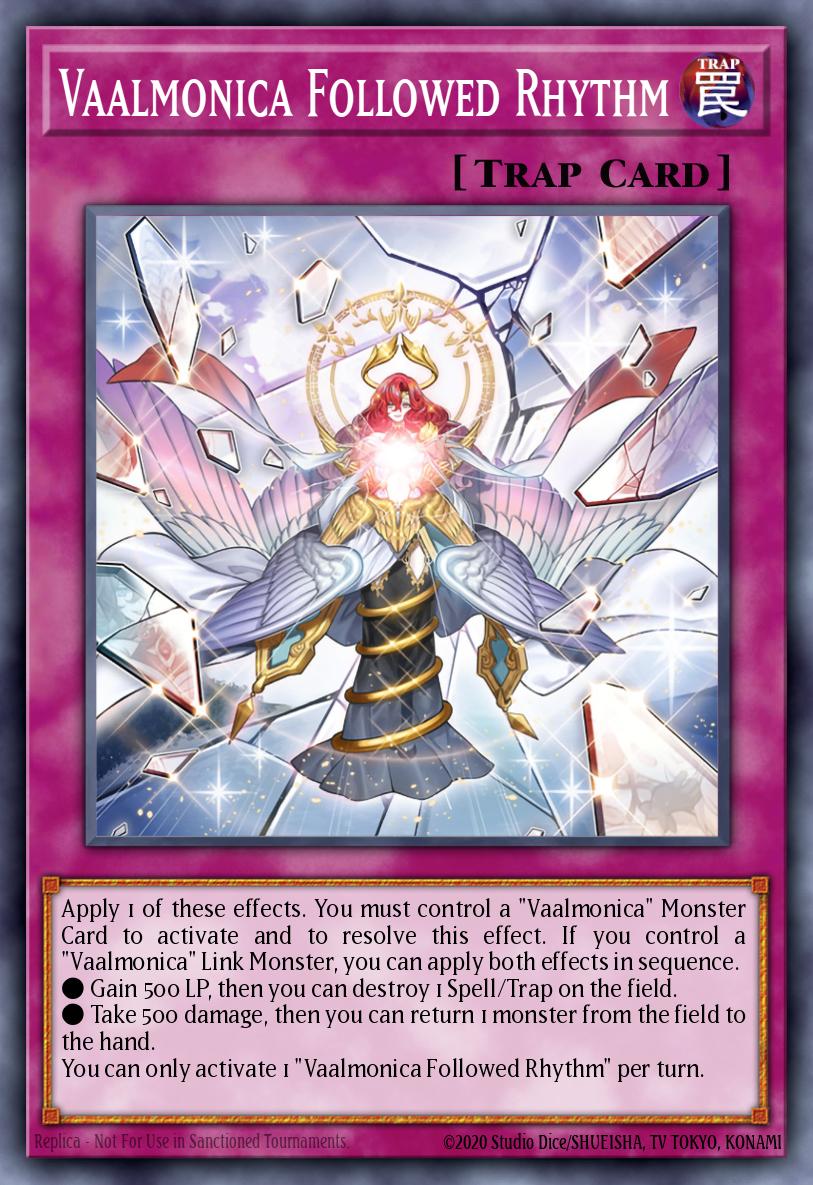 Vaalmonica Followed Rhythm
TRAP
罠
[Trap Card]
Apply 1 of these effects. You must control a "Vaalmonica" Monster
Card to activate and to resolve this effect. If you control a
"Vaalmonica" Link Monster, you can apply both effects in sequence.
● Gain 500 LP, then you can destroy 1 Spell/Trap on the field.
● Take 500 damage, then you can return 1 monster from the field to
the hand.
You can only activate 1 "Vaalmonica Followed Rhythm" per turn.
Replica - Not For Use in Sanctioned Tournaments.
©2020 Studio Dice/SHUEISHA, TV TOKYO, KONAMI